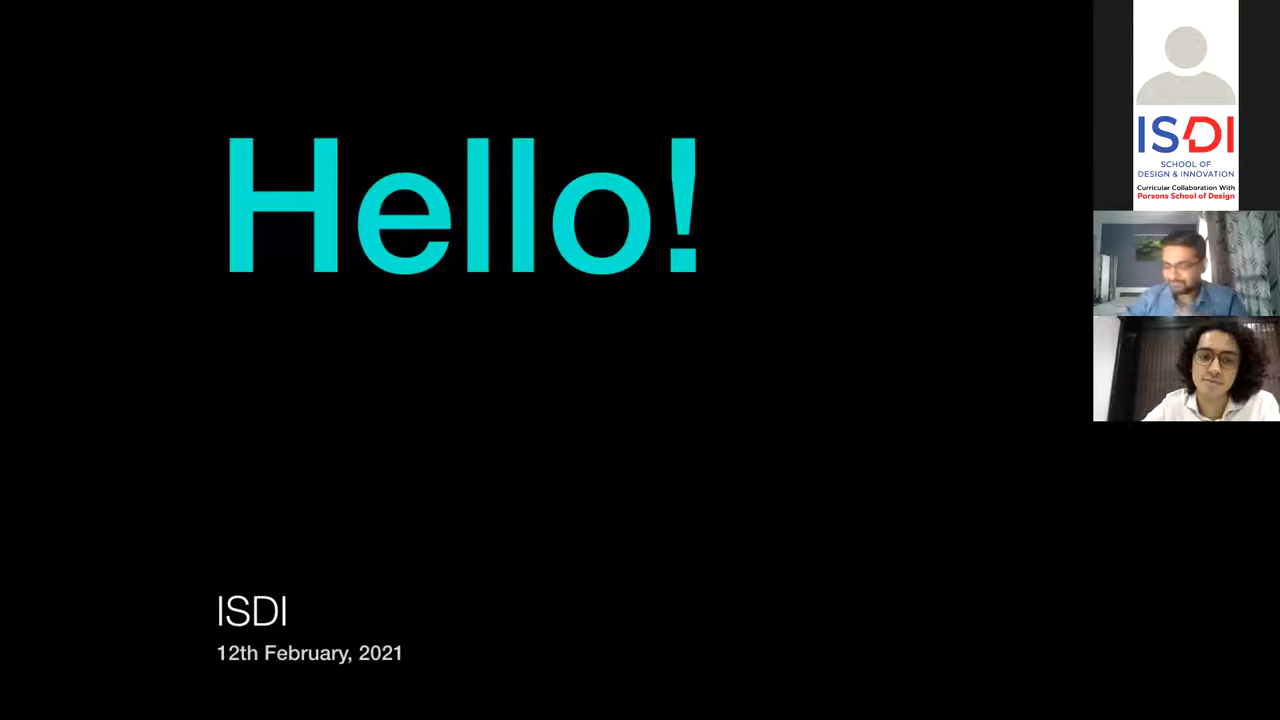 Hello!
ISDI
12th February, 2021
ISDI
SCHOOL OF
DESIGN & INNOVATION
Curricular Collaboration With
Parsons School of Design